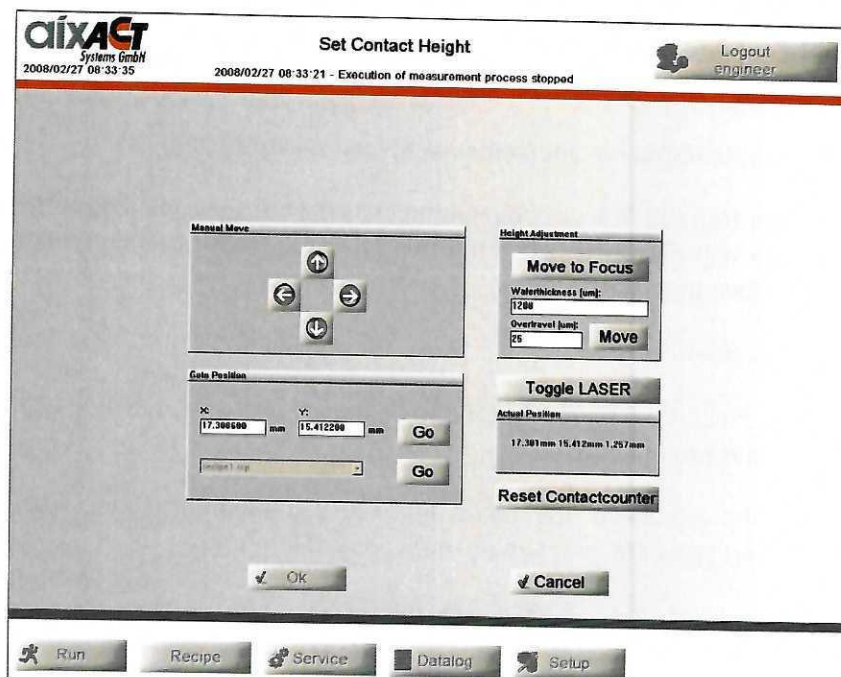 aixACT
Systems GmbH
2008/02/27 08:33:35
Set Contact Height
2008/02/27 08:33:21 - Execution of measurement process stopped
Logout
engineer
Manual Move
Height Adjustment
Move to Focus
Waferthickness [um]:
1200
Overtravel [um]:
25
Move
Goto Position
X:
Y:
mm
15.412200
mm
Go
Go
Toggle LASER
Actual Position
17.301mm 15.412mm 1.257mm
Reset Contactcounter
Ok
Cancel
Run
Recipe
Service
Datalog
Setup